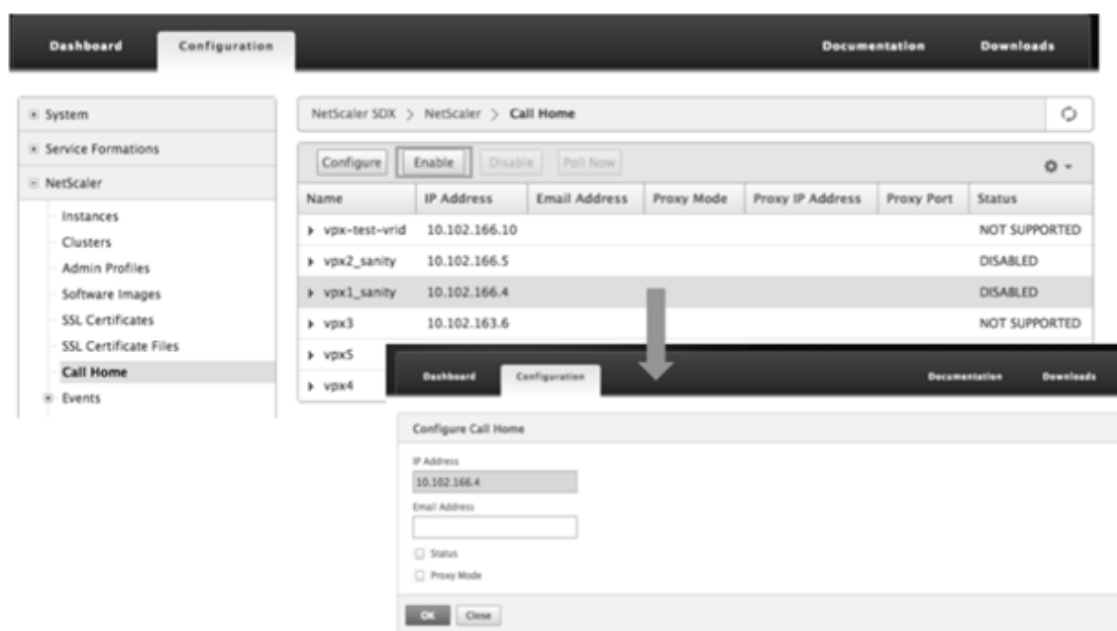 Dashboard Configuration Documentation Downloads
System
Service Formations
NetScaler
Instances
Clusters
Admin Profiles
Software Images
SSL Certificates
SSL Certificate Files
Call Home
Events
NetScaler SDX > NetScaler > Call Home
Configure Enable Disable Poll Now
Name IP Address Email Address Proxy Mode Proxy IP Address Proxy Port Status
vpx-test-vrid 10.102.166.10 NOT SUPPORTED
vpx2_sanity 10.102.166.5 DISABLED
vpx1_sanity 10.102.166.4 DISABLED
vpx3 10.102.163.6 NOT SUPPORTED
vpx5
vpx4
Dashboard Configuration Documentation Downloads
Configure Call Home
IP Address
10.102.166.4
Email Address
Status
Proxy Mode
OK Close